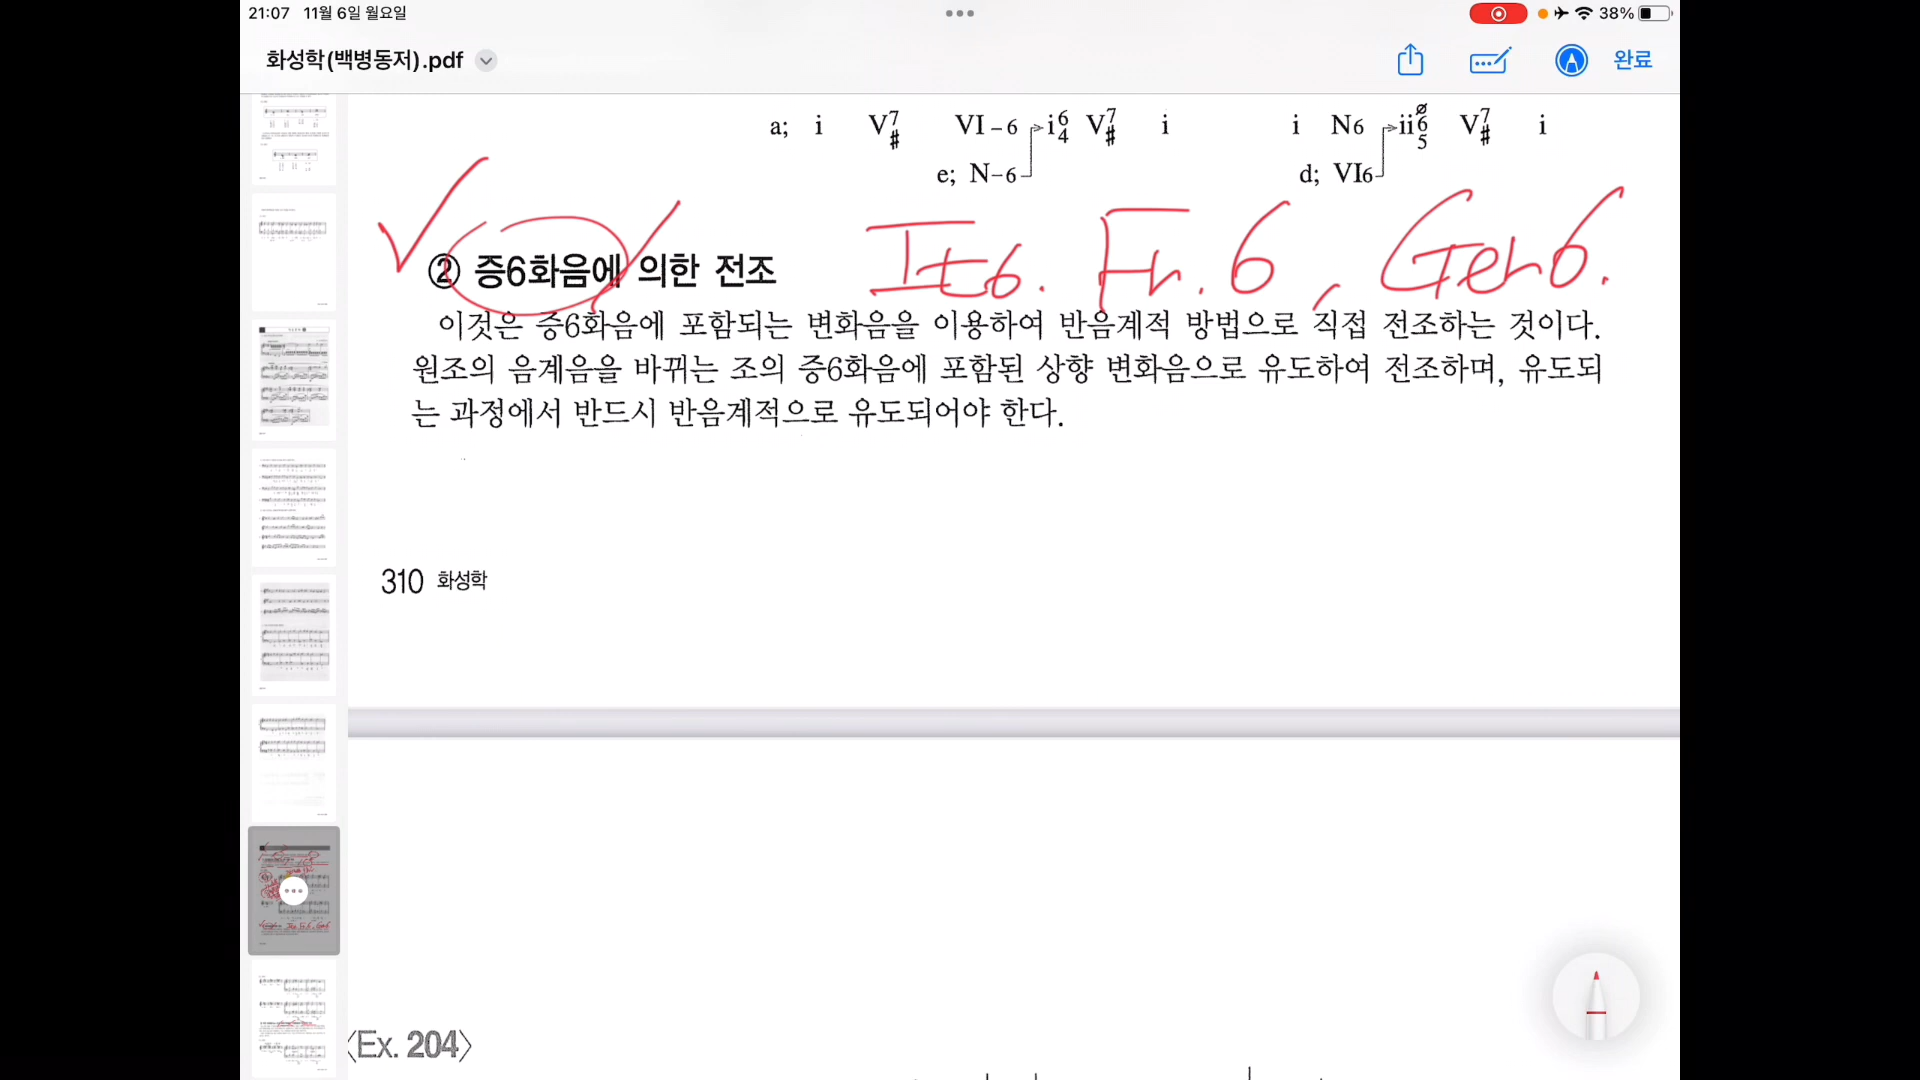 21:07 11월 6일 월요일
38%
화성학(백병동저).pdf
완료
a; i V7♯ VI – 6 i64 V7♯ i i N6 iiø65 V7♯ i
e; N – 6 d; VI6
② 증6화음에 의한 전조 It6. Fr. 6, Ger6.
이것은 증6화음에 포함되는 변화음을 이용하여 반음계적 방법으로 직접 전조하는 것이다.
원조의 음계음을 바뀌는 조의 증6화음에 포함된 상향 변화음으로 유도하여 전조하며, 유도되
는 과정에서 반드시 반음계적으로 유도되어야 한다.
310 화성학
〈Ex. 204〉